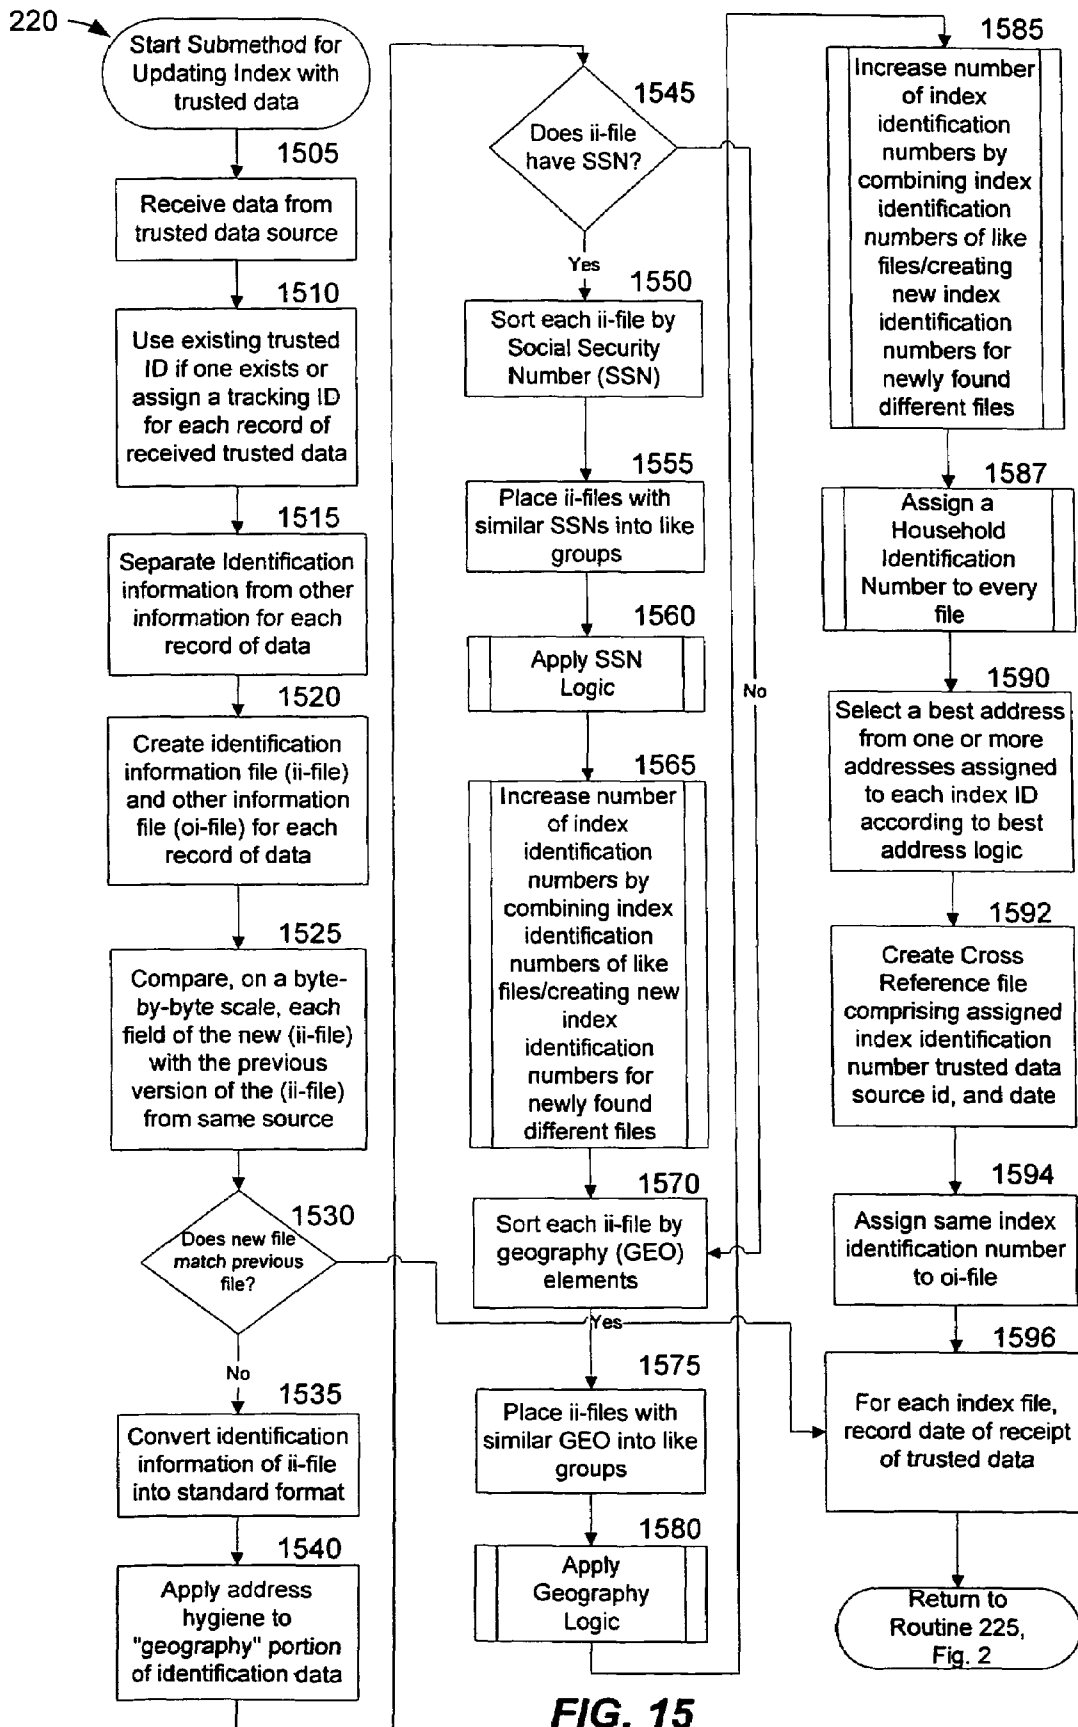 220
Start Submethod for
Updating Index with
trusted data
1505
Receive data from
trusted data source
1510
Use existing trusted
ID if one exists or
assign a tracking ID
for each record of
received trusted data
1515
Separate Identification
information from other
information for each
record of data
1520
Create identification
information file (ii-file)
and other information
file (oi-file) for each
record of data
1525
Compare, on a byte-
by-byte scale, each
field of the new (ii-file)
with the previous
version of the (ii-file)
from same source
1530
Does new file
match previous
file?
No
1535
Convert identification
information of ii-file
into standard format
1540
Apply address
hygiene to
"geography" portion
of identification data
1545
Does ii-file
have SSN?
Yes
1550
Sort each ii-file by
Social Security
Number (SSN)
1555
Place ii-files with
similar SSNs into like
groups
1560
Apply SSN
Logic
No
1565
Increase number
of index
identification
numbers by
combining index
identification
numbers of like
files/creating new
index
identification
numbers for
newly found
different files
1570
Sort each ii-file by
geography (GEO)
elements
Yes
1575
Place ii-files with
similar GEO into like
groups
1580
Apply
Geography
Logic
1585
Increase number
of index
identification
numbers by
combining index
identification
numbers of like
files/creating
new index
identification
numbers for
newly found
different files
1587
Assign a
Household
Identification
Number to every
file
1590
Select a best address
from one or more
addresses assigned
to each index ID
according to best
address logic
1592
Create Cross
Reference file
comprising assigned
index identification
number trusted data
source id, and date
1594
Assign same index
identification number
to oi-file
1596
For each index file,
record date of receipt
of trusted data
Return to
Routine 225,
Fig. 2
FIG. 15